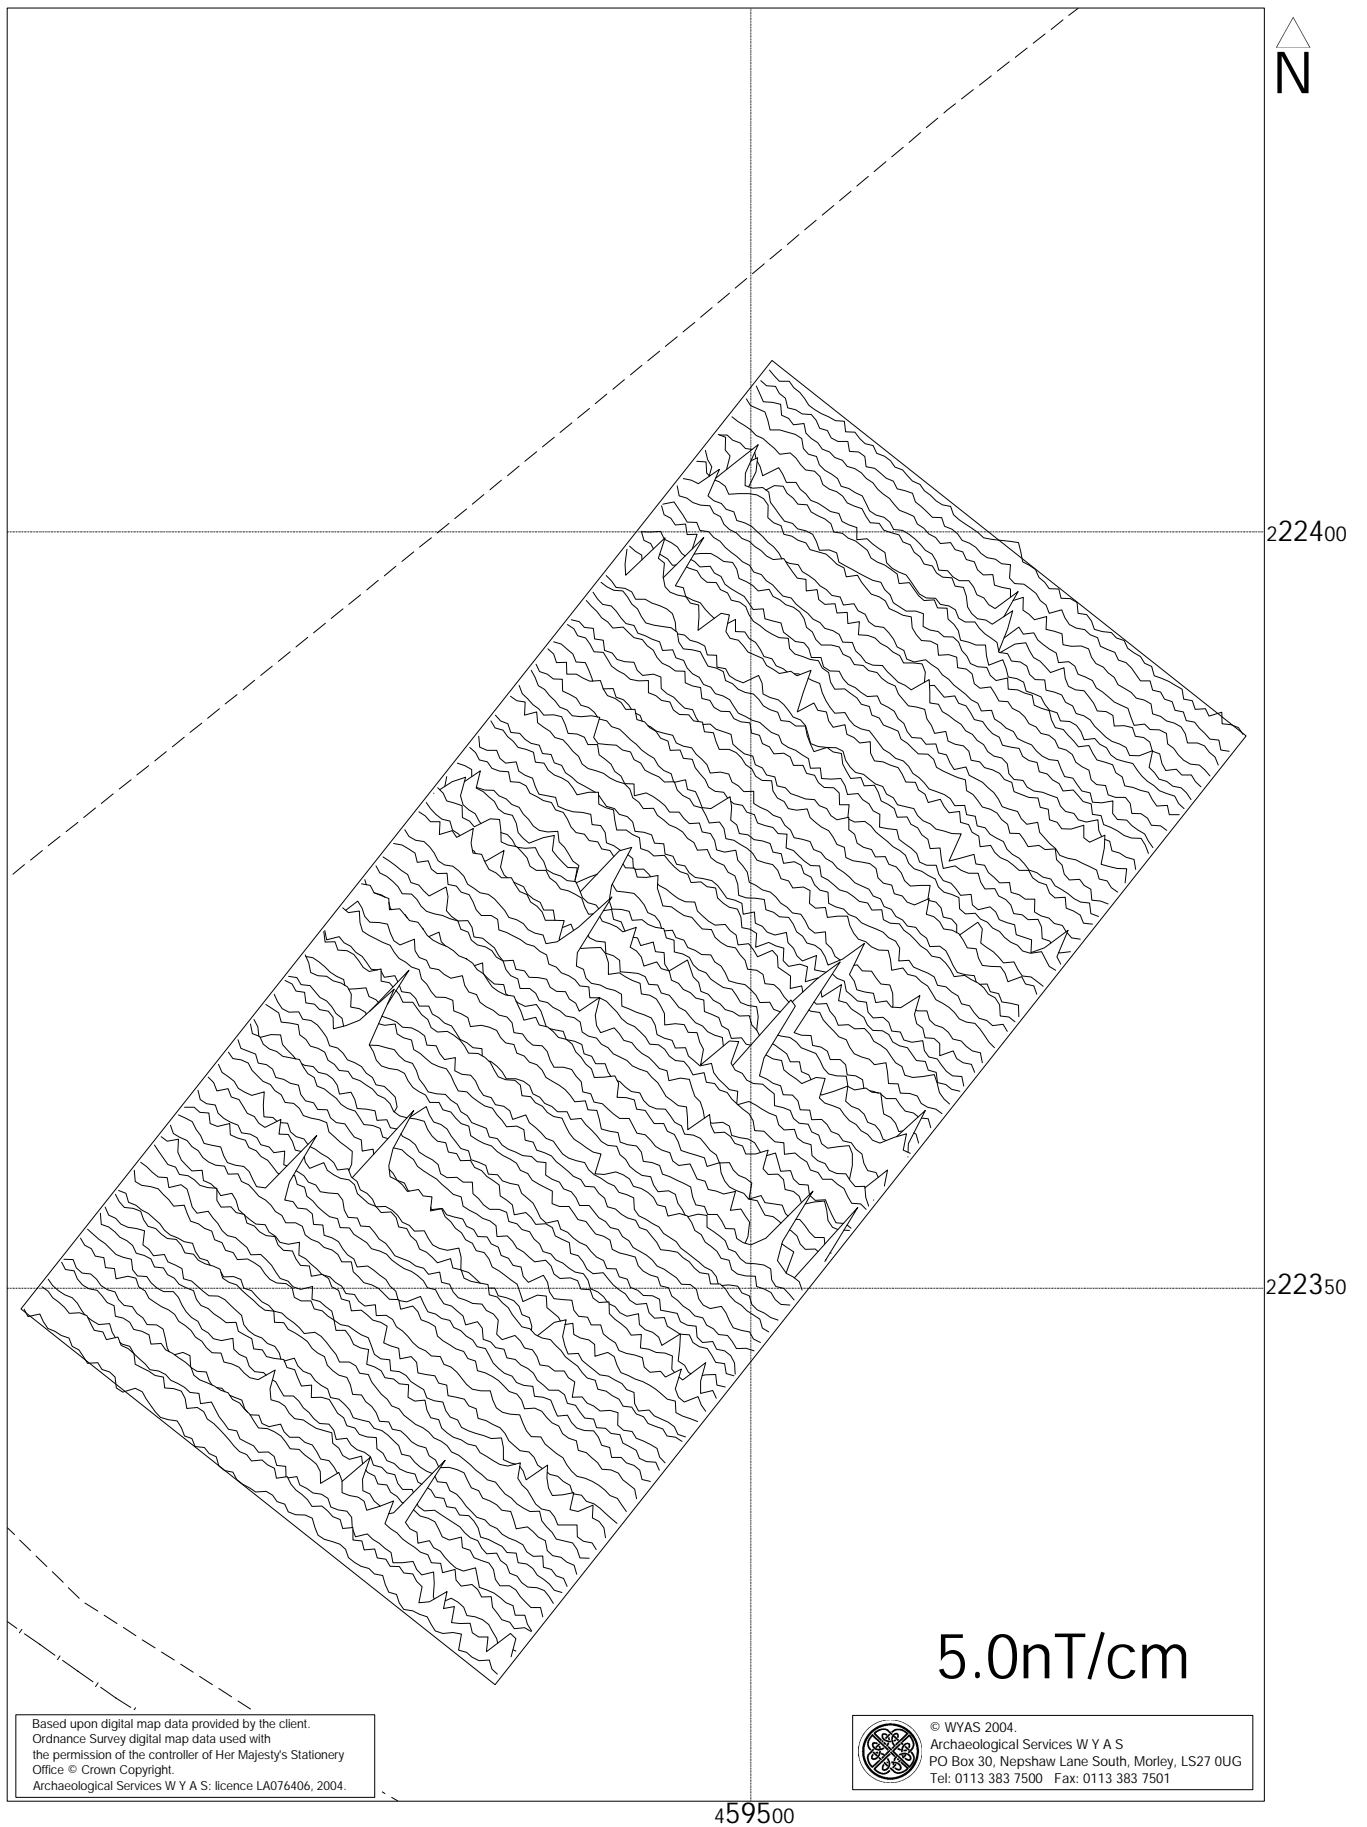 N
222400
222350
5.0nT/cm
Based upon digital map data provided by the client.
Ordnance Survey digital map data used with
the permission of the controller of Her Majesty's Stationery
Office © Crown Copyright.
Archaeological Services W Y A S: licence LA076406, 2004.
© WYAS 2004.
Archaeological Services W Y A S
PO Box 30, Nepshaw Lane South, Morley, LS27 0UG
Tel: 0113 383 7500 Fax: 0113 383 7501
459500